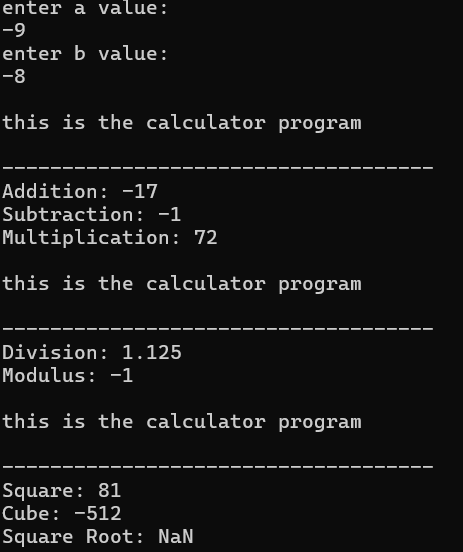 enter a value:
-9
enter b value:
-8
this is the calculator program
------------------------------------
Addition: -17
Subtraction: -1
Multiplication: 72
this is the calculator program
------------------------------------
Division: 1.125
Modulus: -1
this is the calculator program
------------------------------------
Square: 81
Cube: -512
Square Root: NaN